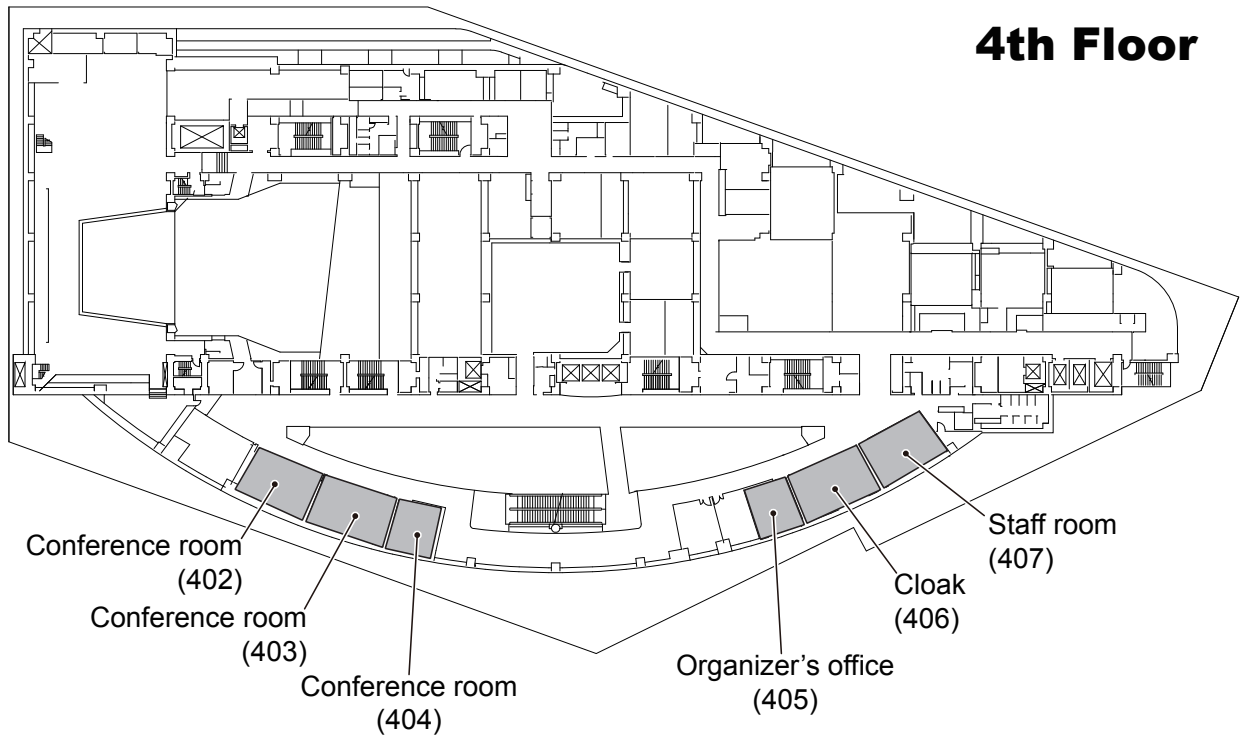 4th Floor
Conference room
(402)
Conference room
(403)
Conference room
(404)
Organizer’s office
(405)
Cloak
(406)
Staff room
(407)